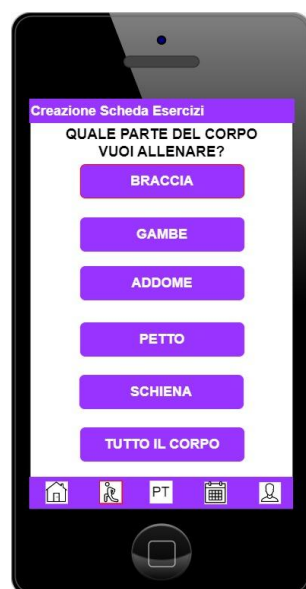 Creazione Scheda Esercizi
QUALE PARTE DEL CORPO
VUOI ALLENARE?
BRACCIA
GAMBE
ADDOME
PETTO
SCHIENA
TUTTO IL CORPO
PT